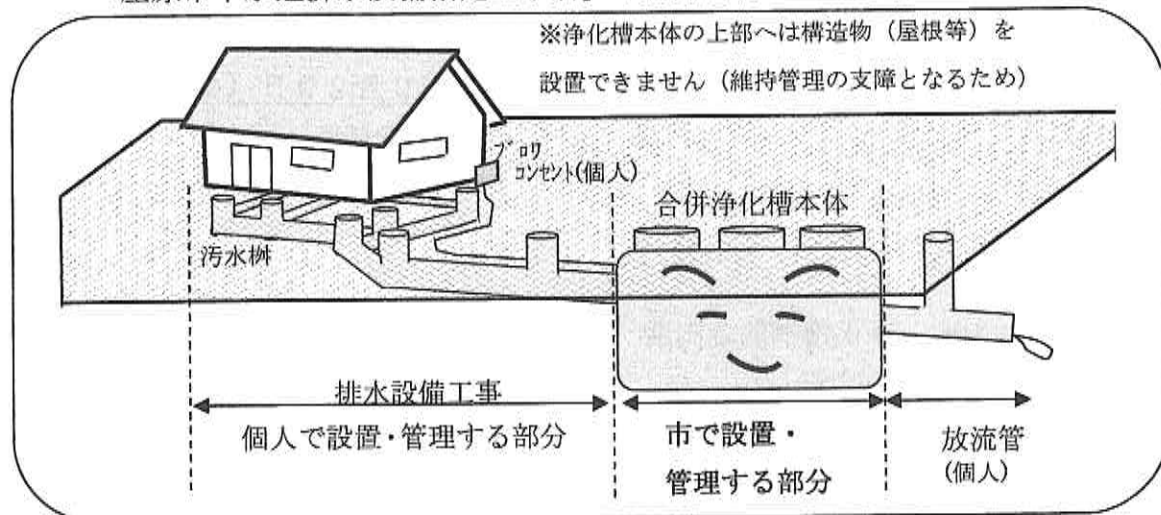 ※浄化槽本体の上部へは構造物（屋根等）を
設置できません（維持管理の支障となるため）
ブロワ
コンセント(個人)
合併浄化槽本体
汚水桝
排水設備工事
個人で設置・管理する部分
市で設置・
管理する部分
放流管
(個人)